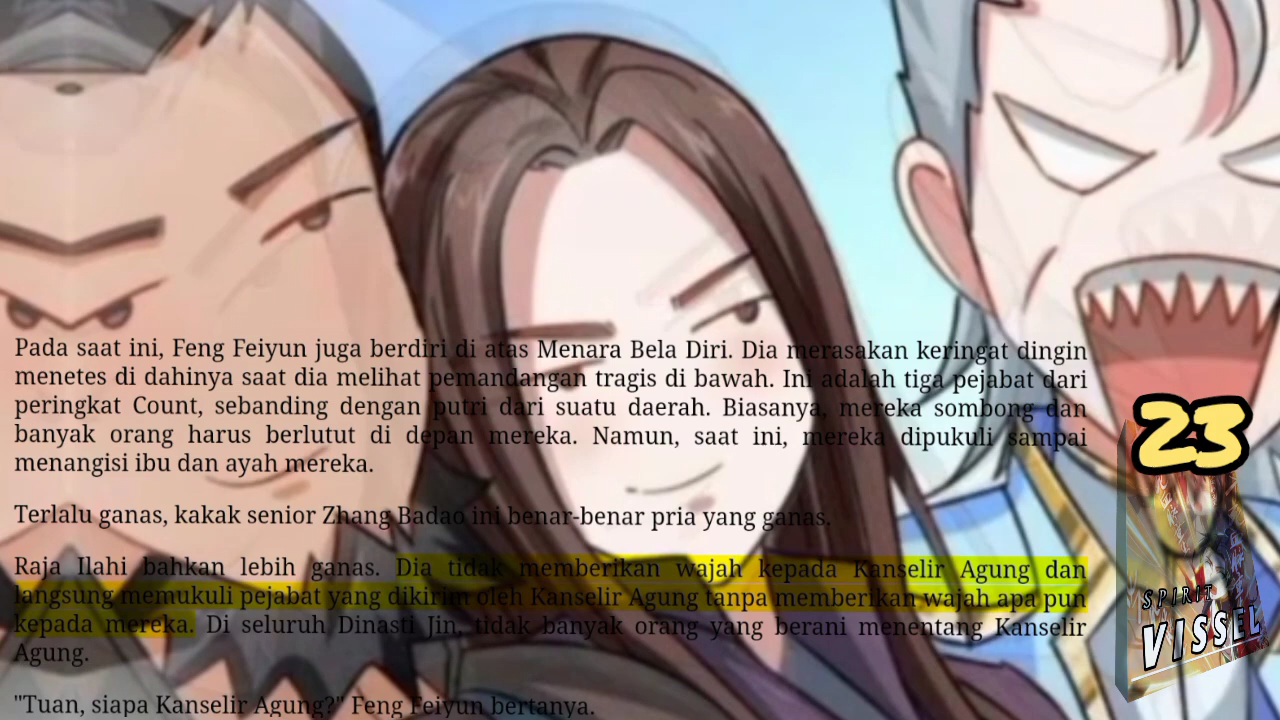 Pada saat ini, Feng Feiyun juga berdiri di atas Menara Bela Diri. Dia merasakan keringat dingin
menetes di dahinya saat dia melihat pemandangan tragis di bawah. Ini adalah tiga pejabat dari
peringkat Count, sebanding dengan putri dari suatu daerah. Biasanya, mereka sombong dan
banyak orang harus berlutut di depan mereka. Namun, saat ini, mereka dipukuli sampai
menangisi ibu dan ayah mereka.
Terlalu ganas, kakak senior Zhang Badao ini benar-benar pria yang ganas.
Raja Ilahi bahkan lebih ganas. Dia tidak memberikan wajah kepada Kanselir Agung dan
langsung memukuli pejabat yang dikirim oleh Kanselir Agung tanpa memberikan wajah apa pun
kepada mereka. Di seluruh Dinasti Jin, tidak banyak orang yang berani menentang Kanselir
Agung.
"Tuan, siapa Kanselir Agung?" Feng Feiyun bertanya.
23
SPIRIT
VISSEL